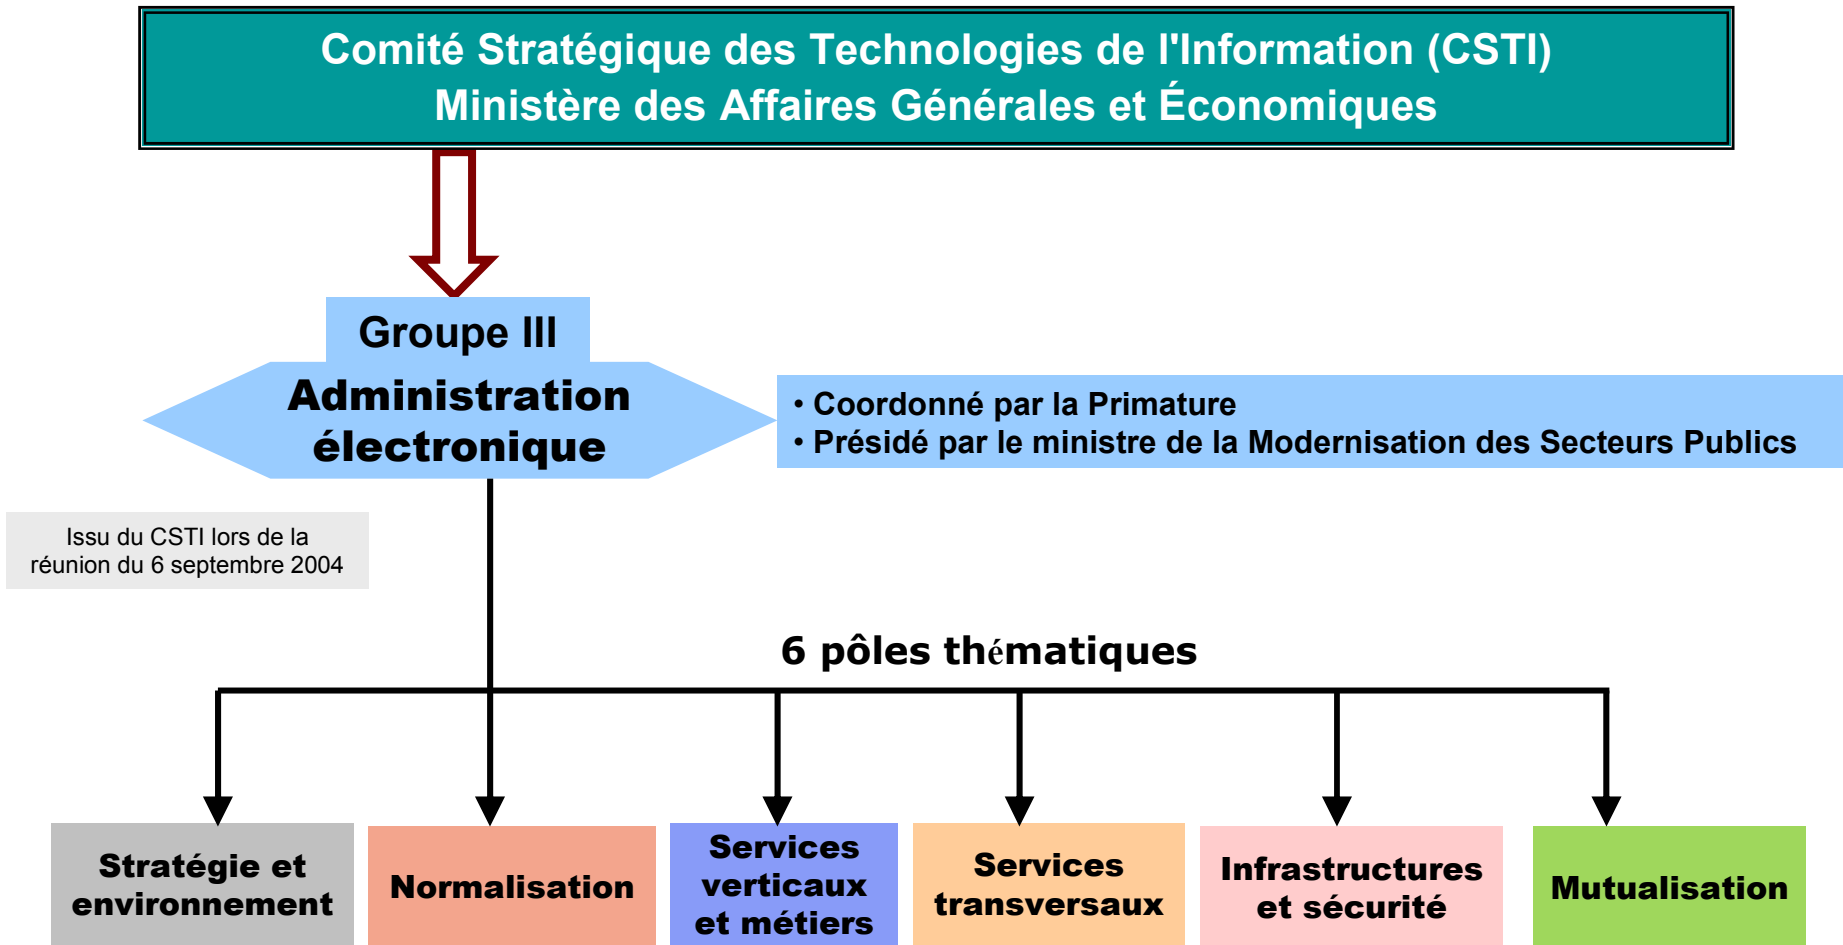 Comité Stratégique des Technologies de l'Information (CSTI)
Ministère des Affaires Générales et Économiques
Groupe III
Administration
électronique
• Coordonné par la Primature
• Présidé par le ministre de la Modernisation des Secteurs Publics
Issu du CSTI lors de la
réunion du 6 septembre 2004
6 pôles thématiques
Stratégie et
environnement
Normalisation
Services
verticaux
et métiers
Services
transversaux
Infrastructures
et sécurité
Mutualisation